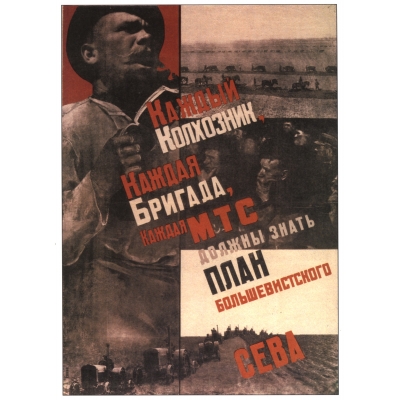 Каждый
Колхозник,
Каждая
Бригада,
Каждая МТС
должны знать
план
большевистского
сева